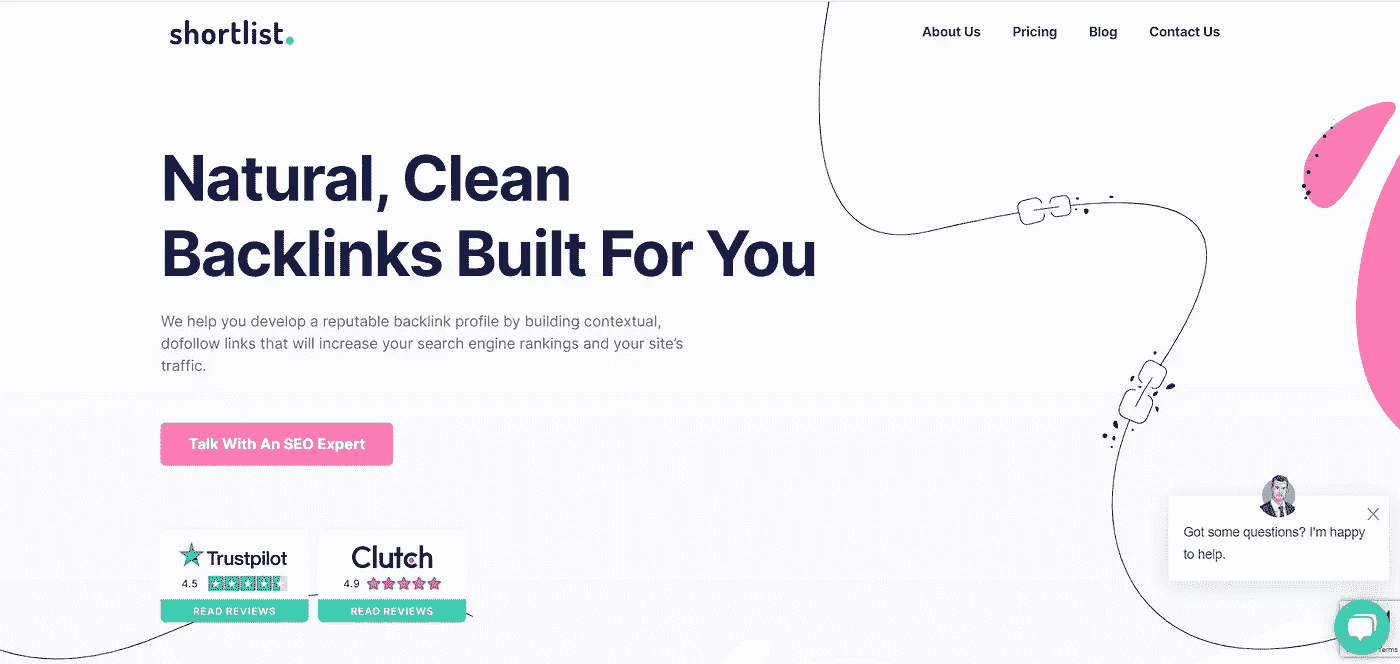 shortlist.
About Us Pricing Blog Contact Us
Natural, Clean
Backlinks Built For You
We help you develop a reputable backlink profile by building contextual,
dofollow links that will increase your search engine rankings and your site's
traffic.
Talk With An SEO Expert
Trustpilot
4.5
READ REVIEWS
Clutch
4.9
READ REVIEWS
Got some questions? I'm happy
to help.
Terms